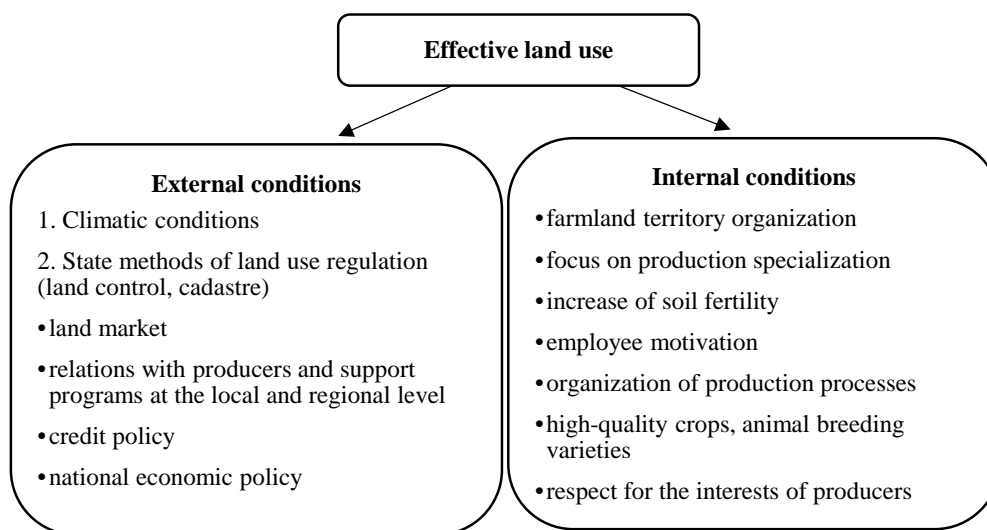 Effective land use
External conditions
1. Climatic conditions
2. State methods of land use regulation
(land control, cadastre)
•land market
•relations with producers and support
programs at the local and regional level
•credit policy
•national economic policy
Internal conditions
•farmland territory organization
•focus on production specialization
•increase of soil fertility
•employee motivation
•organization of production processes
•high-quality crops, animal breeding
varieties
•respect for the interests of producers